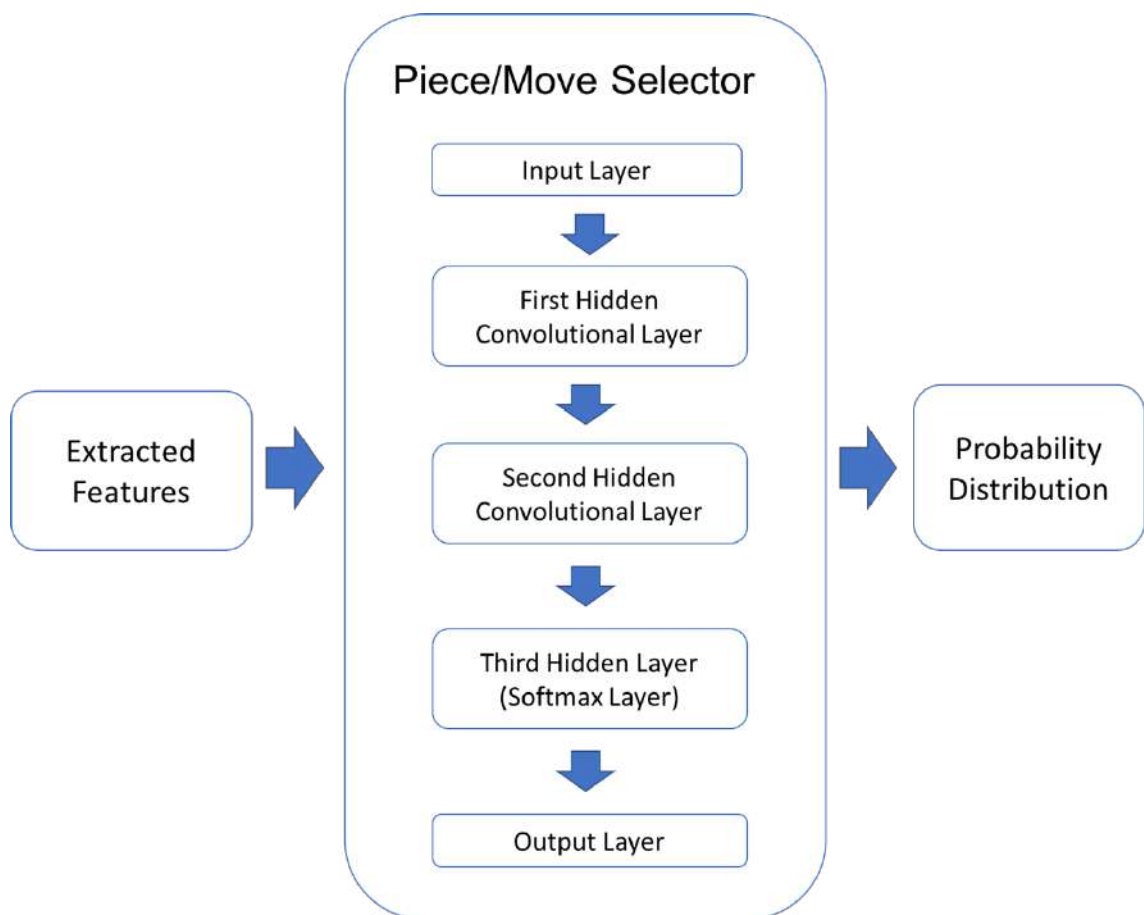 Piece/Move Selector
Input Layer
First Hidden
Convolutional Layer
Second Hidden
Convolutional Layer
Third Hidden Layer
(Softmax Layer)
Output Layer
Extracted
Features
Probability
Distribution